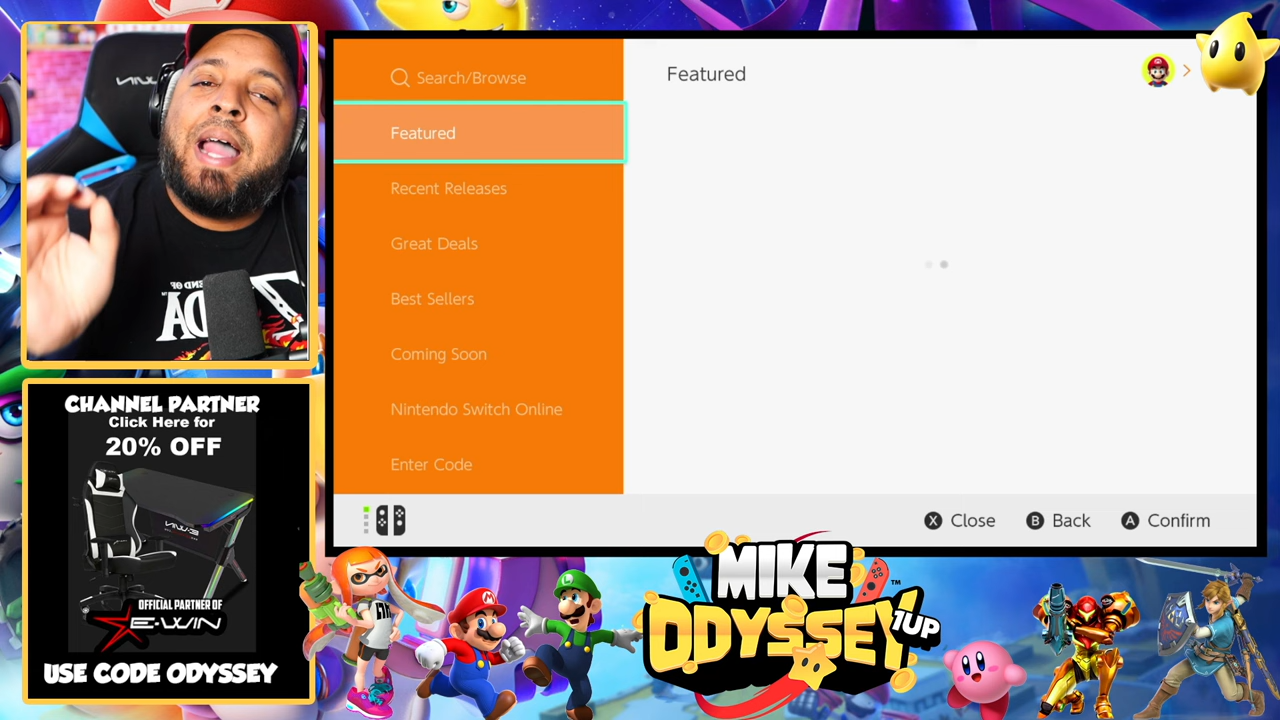 Search/Browse
Featured
Recent Releases
Great Deals
Best Sellers
Coming Soon
Nintendo Switch Online
Enter Code
Featured
X Close
B Back
A Confirm
CHANNEL PARTNER
Click Here for
20% OFF
OFFICIAL PARTNER OF
E-WIN
USE CODE ODYSSEY
MIKE
ODYSSEY
1UP
TM